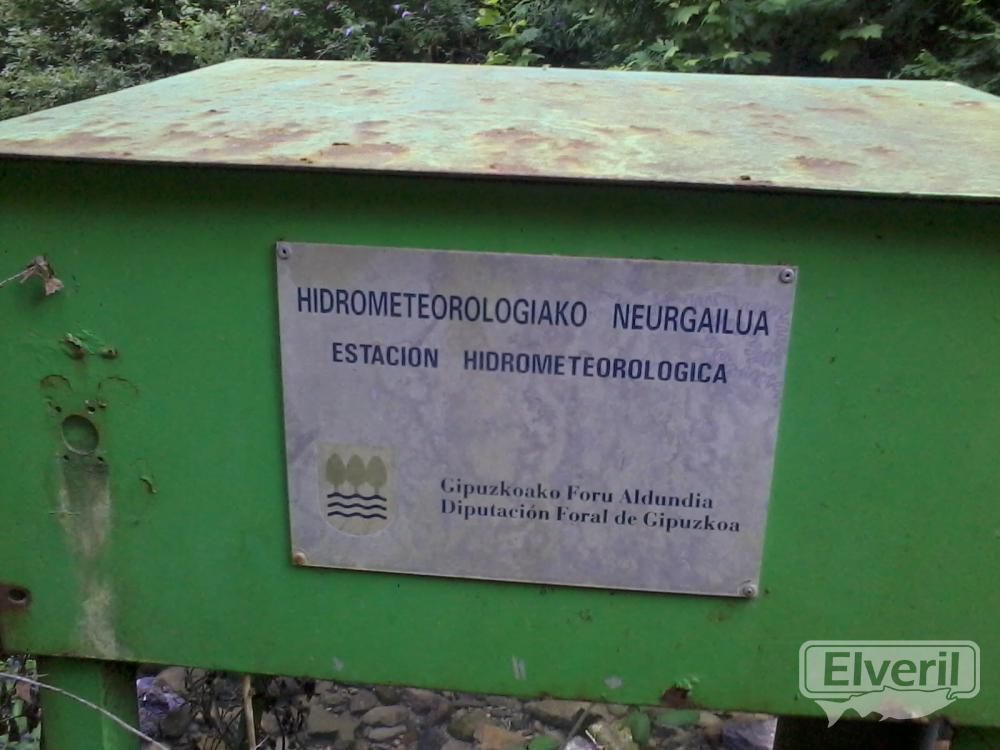 HIDROMETEOROLOGIAKO NEURGAILUA
ESTACION HIDROMETEOROLOGICA
Gipuzkoako Foru Aldundia
Diputación Foral de Gipuzkoa
Elveril